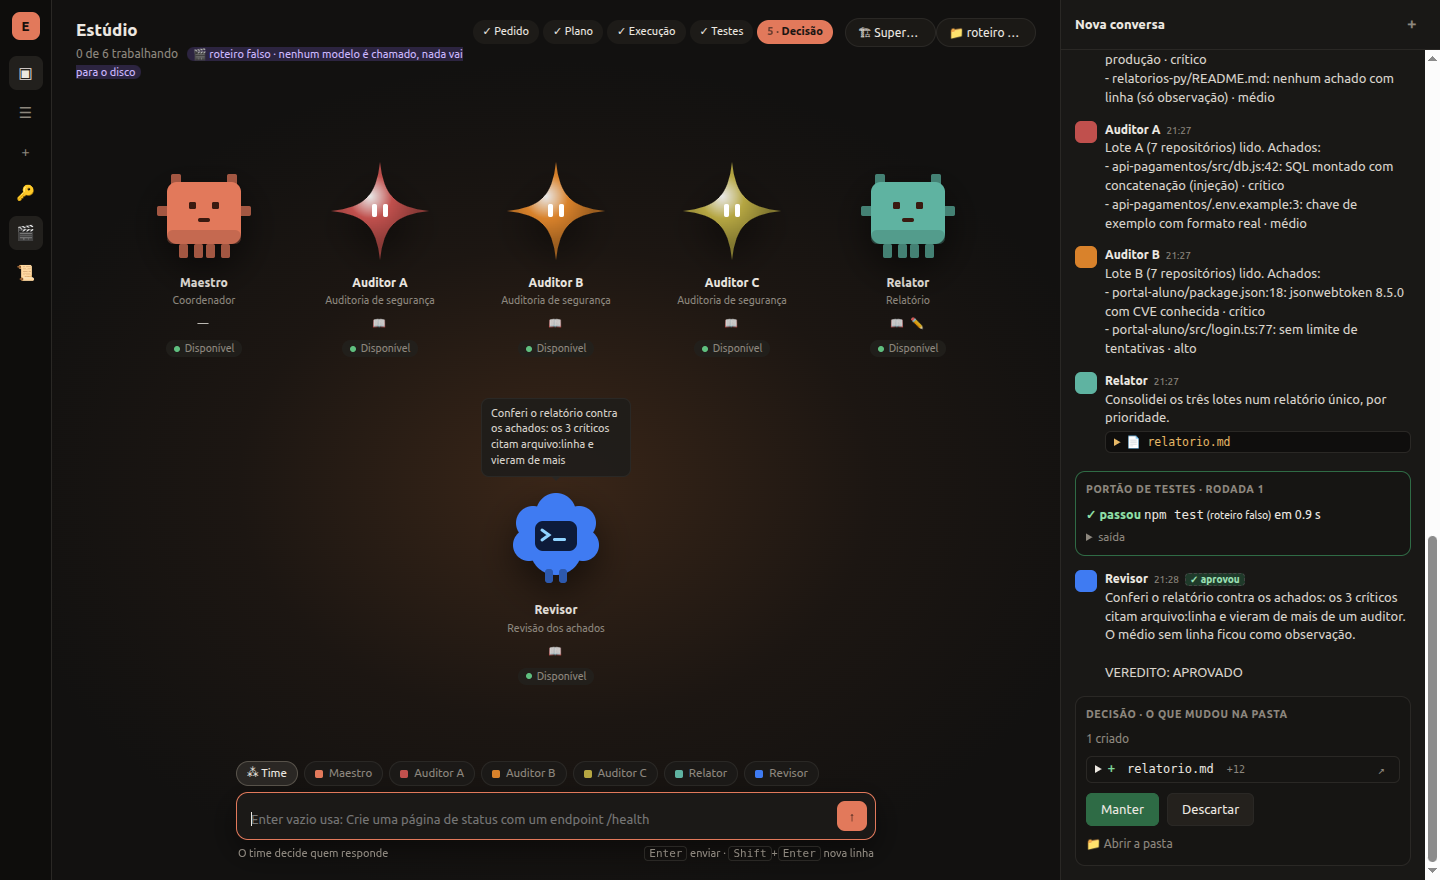 E
Estúdio
0 de 6 trabalhando 🎬 roteiro falso · nenhum modelo é chamado, nada vai
para o disco
✓ Pedido
✓ Plano
✓ Execução
✓ Testes
5 · Decisão
🏗 Super…
📁 roteiro …
Maestro
Coordenador
—
Disponível
Auditor A
Auditoria de segurança
Disponível
Auditor B
Auditoria de segurança
Disponível
Auditor C
Auditoria de segurança
Disponível
Relator
Relatório
Disponível
Conferi o relatório contra
os achados: os 3 críticos
citam arquivo:linha e
vieram de mais
Revisor
Revisão dos achados
Disponível
Time
Maestro
Auditor A
Auditor B
Auditor C
Relator
Revisor
Enter vazio usa: Crie uma página de status com um endpoint /health
↑
O time decide quem responde
Enter enviar · Shift+Enter nova linha
Nova conversa
+
produção · crítico
- relatorios-py/README.md: nenhum achado com
linha (só observação) · médio
Auditor A 21:27
Lote A (7 repositórios) lido. Achados:
- api-pagamentos/src/db.js:42: SQL montado com
concatenação (injeção) · crítico
- api-pagamentos/.env.example:3: chave de
exemplo com formato real · médio
Auditor B 21:27
Lote B (7 repositórios) lido. Achados:
- portal-aluno/package.json:18: jsonwebtoken 8.5.0
com CVE conhecida · crítico
- portal-aluno/src/login.ts:77: sem limite de
tentativas · alto
Relator 21:27
Consolidei os três lotes num relatório único, por
prioridade.
▶ 📄 relatorio.md
PORTÃO DE TESTES · RODADA 1
✓ passou npm test (roteiro falso) em 0.9 s
▶ saída
Revisor 21:28 ✓ aprovou
Conferi o relatório contra os achados: os 3 críticos
citam arquivo:linha e vieram de mais de um auditor.
O médio sem linha ficou como observação.
VEREDITO: APROVADO
DECISÃO · O QUE MUDOU NA PASTA
1 criado
▶ + relatorio.md +12 ↗
Manter
Descartar
📁 Abrir a pasta